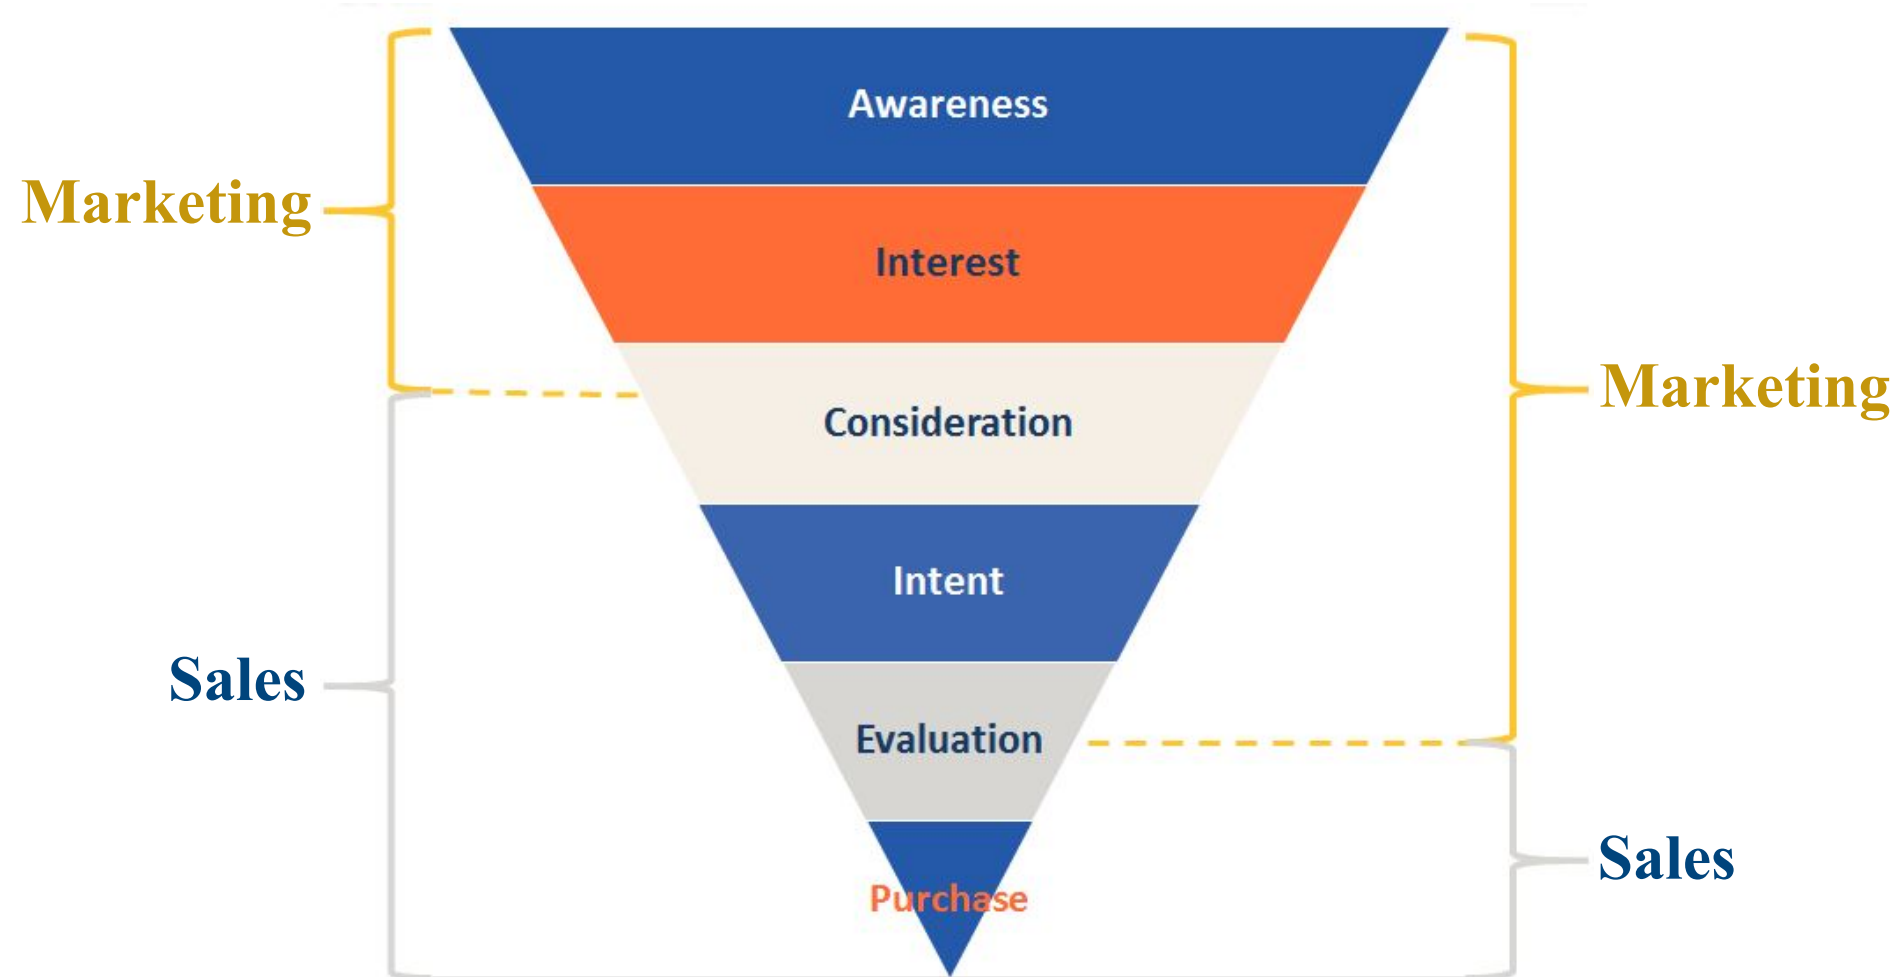 Awareness
Marketing
Interest
Marketing
Consideration
Intent
Sales
Evaluation
Sales
Purchase